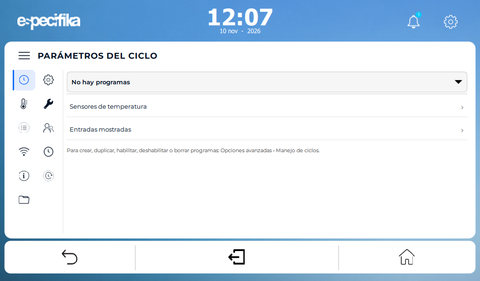 e-specifika
12:07
10 nov - 2026
PARÁMETROS DEL CICLO
No hay programas
Sensores de temperatura
Entradas mostradas
Para crear, duplicar, habilitar, deshabilitar o borrar programas: Opciones avanzadas › Manejo de ciclos.